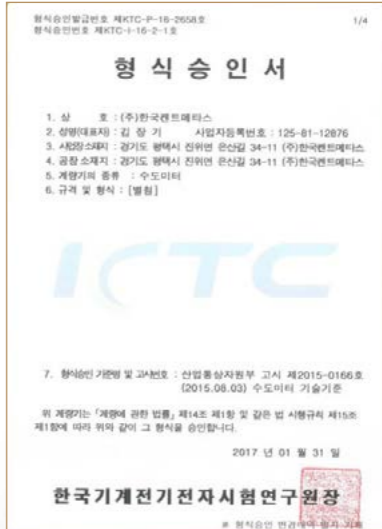 형식승인발급번호 제KTC-P-16-2658호
형식승인번호 제KTC-I-16-2-1호
1/4
형 식 승 인 서
1. 상 호 : (주)한국켄트메타스
2. 성명(대표자) : 김 장 기 사업자등록번호 : 125-81-12876
3. 사업장소재지 : 경기도 평택시 진위면 은산길 34-11 (주)한국켄트메타스
4. 공장 소재지 : 경기도 평택시 진위면 은산길 34-11 (주)한국켄트메타스
5. 계량기의 종류 : 수도미터
6. 규격 및 형식 : [별첨]
KTC
7. 형식승인 기준명 및 고시번호 : 산업통상자원부 고시 제2015-0166호
(2015.08.03) 수도미터 기술기준
위 계량기는 「계량에 관한 법률」 제14조 제1항 및 같은 법 시행규칙 제15조
제1항에 따라 위와 같이 그 형식을 승인합니다.
2017 년 01 월 31 일
한국기계전기전자시험연구원장
※ 형식승인 변경